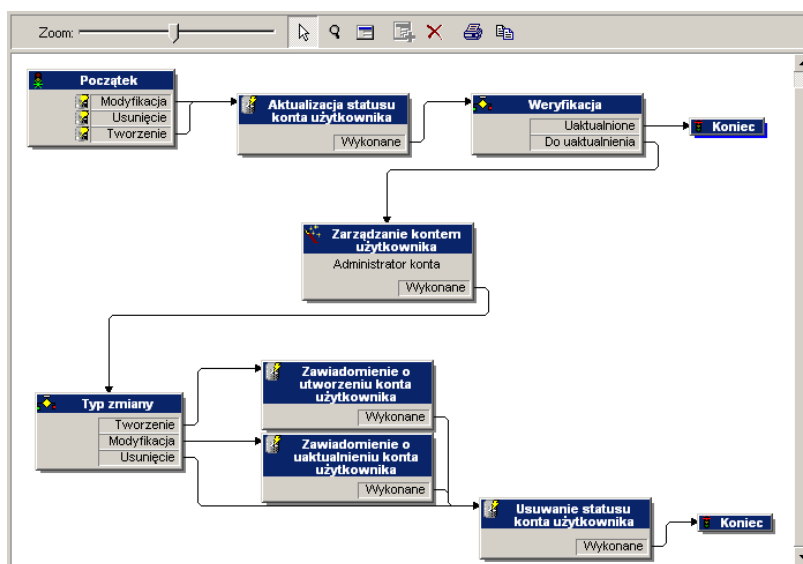 Zoom:
Początek
Modyfikacja
Usunięcie
Tworzenie
Aktualizacja statusu
konta użytkownika
Wykonane
Weryfikacja
Uaktualnione
Do uaktualnienia
Koniec
Zarządzanie kontem
użytkownika
Administrator konta
Wykonane
Typ zmiany
Tworzenie
Modyfikacja
Usunięcie
Zawiadomienie o
utworzeniu konta
użytkownika
Wykonane
Zawiadomienie o
uaktualnieniu konta
użytkownika
Wykonane
Usuwanie statusu
konta użytkownika
Wykonane
Koniec